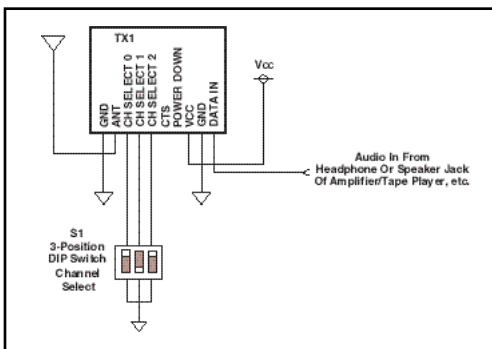 TX1
GND
ANT
CH SELECT 0
CH SELECT 1
CH SELECT 2
CTS
POWER DOWN
VCC
GND
DATA IN
Vcc
Audio In From
Headphone Or Speaker Jack
Of Amplifier/Tape Player, etc.
S1
3-Position
DIP Switch
Channel
Select